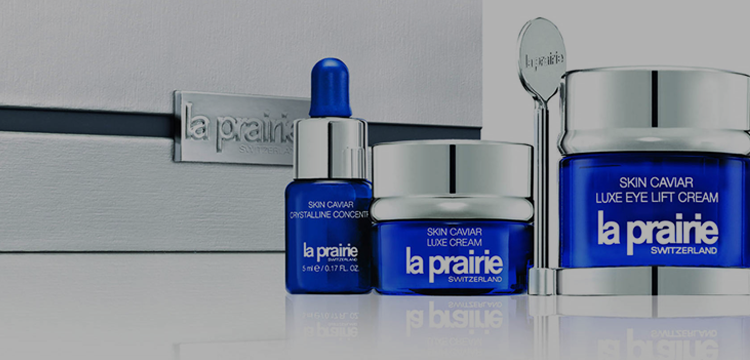 la prairie
SWITZERLAND
SKIN CAVIAR
CRYSTALLINE CONCENTR
la prairie
SWITZERLAND
5 ml e / 0.17 FL. OZ.
SKIN CAVIAR
LUXE CREAM
la prairie
SWITZERLAND
la prairie
SKIN CAVIAR
LUXE EYE LIFT CREAM
la prairie
SWITZERLAND